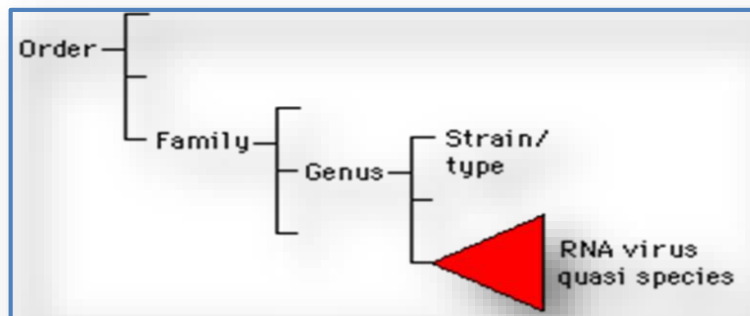 Order
Family
Genus
Strain/
type
RNA virus
quasi species